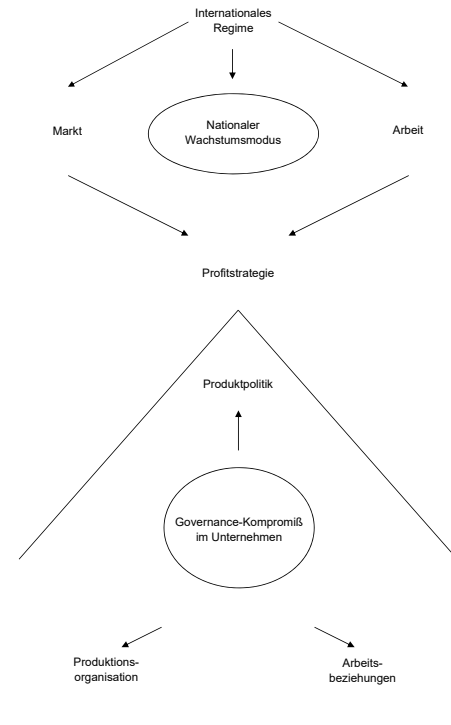 Internationales
Regime
Markt
Nationaler
Wachstumsmodus
Arbeit
Profitstrategie
Produktpolitik
Governance-Kompromiß
im Unternehmen
Produktions-
organisation
Arbeits-
beziehungen